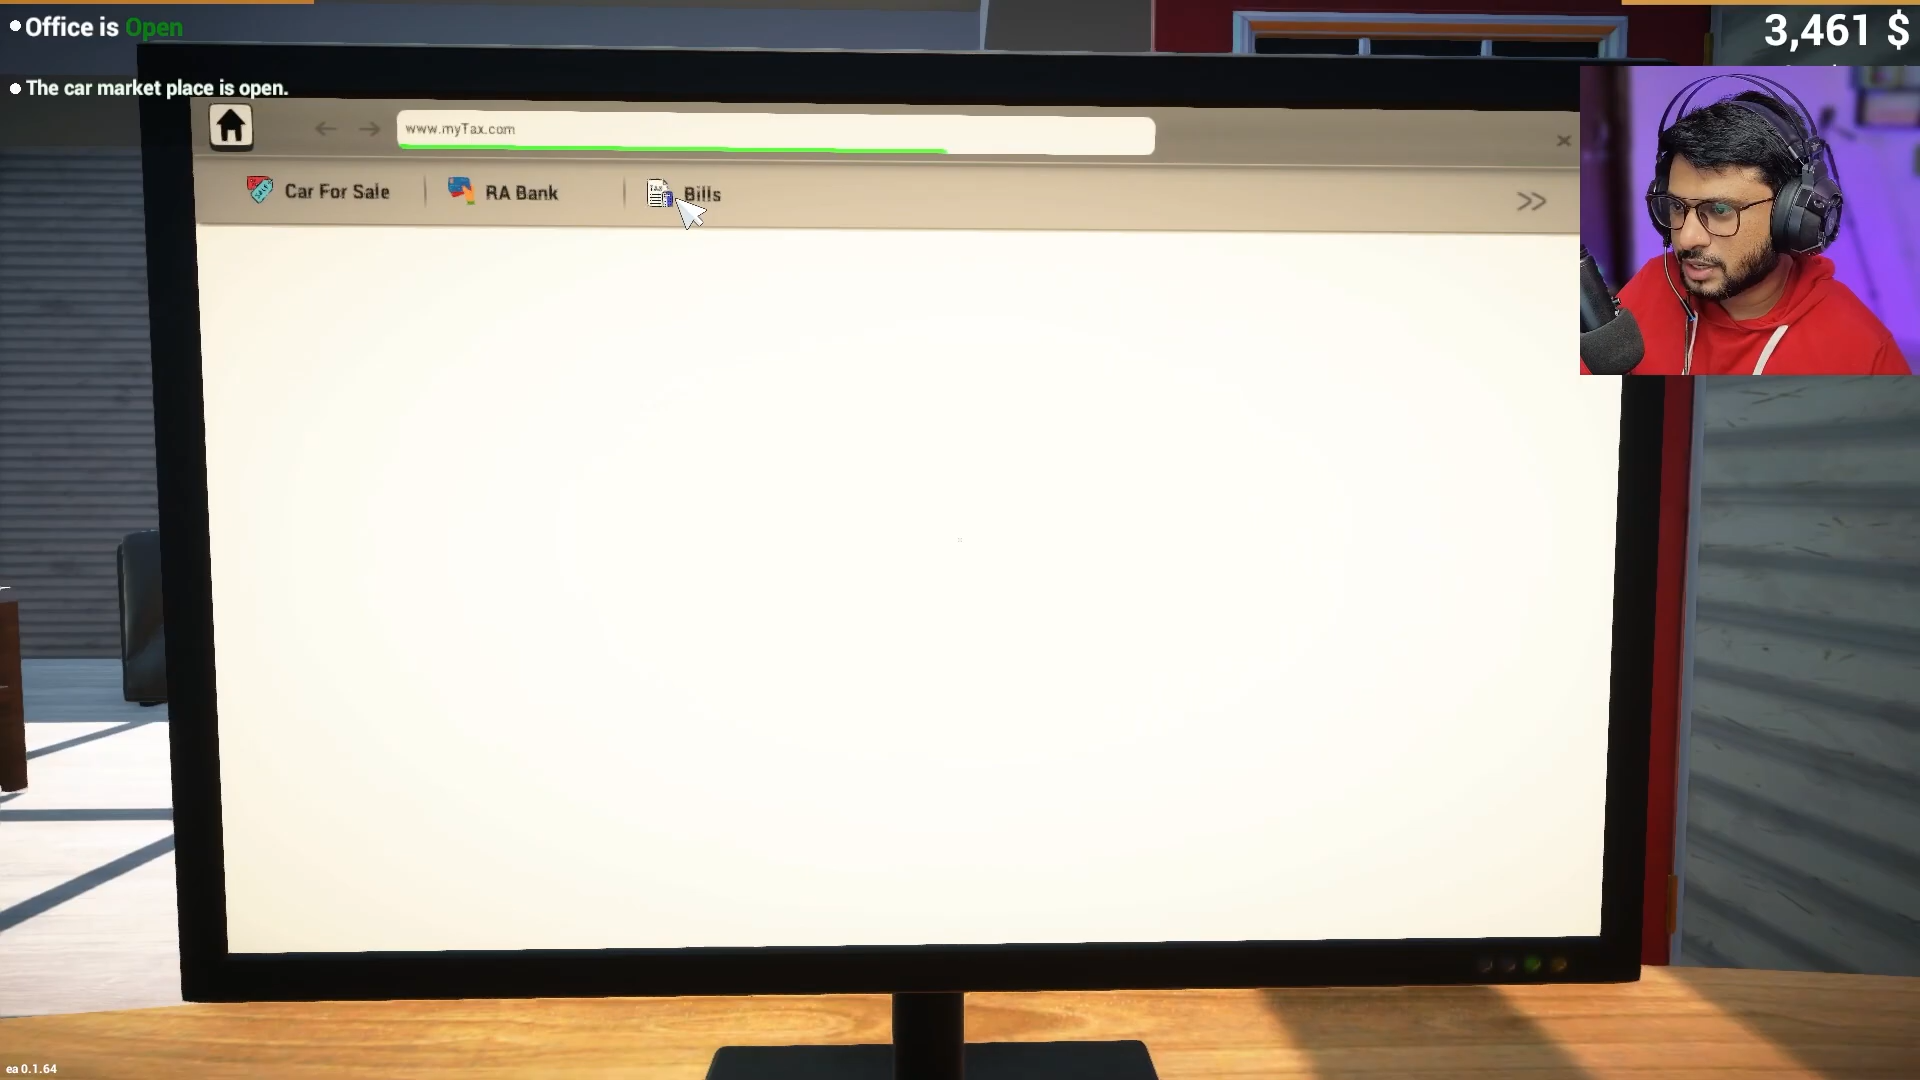 Office is Open
3,461 $
The car market place is open.
www.myTax.com
Car For Sale
RA Bank
Bills
ea 0.1.64